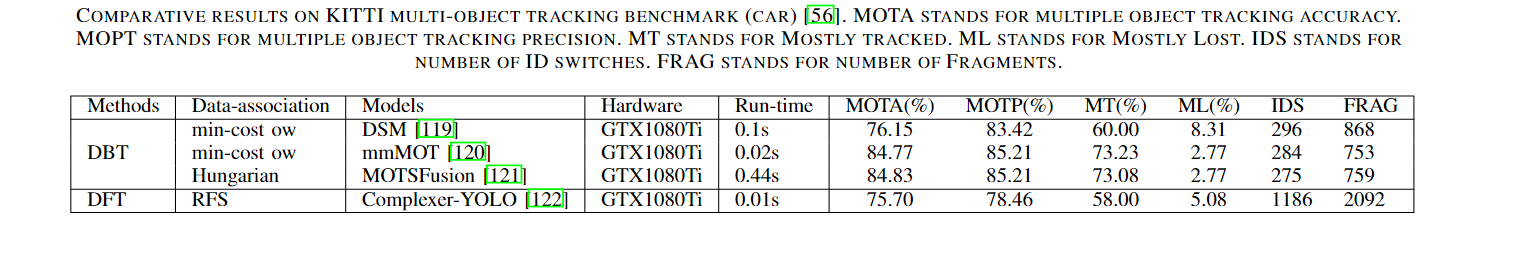 COMPARATIVE RESULTS ON KITTI MULTI-OBJECT TRACKING BENCHMARK (CAR) [56]. MOTA STANDS FOR MULTIPLE OBJECT TRACKING ACCURACY.
MOPT STANDS FOR MULTIPLE OBJECT TRACKING PRECISION. MT STANDS FOR MOSTLY TRACKED. ML STANDS FOR MOSTLY LOST. IDS STANDS FOR
NUMBER OF ID SWITCHES. FRAG STANDS FOR NUMBER OF FRAGMENTS.
Methods Data-association Models Hardware Run-time MOTA(%) MOTP(%) MT(%) ML(%) IDS FRAG
min-cost ow DSM [119] GTX1080Ti 0.1s 76.15 83.42 60.00 8.31 296 868
DBT min-cost ow mmMOT [120] GTX1080Ti 0.02s 84.77 85.21 73.23 2.77 284 753
Hungarian MOTSFusion [121] GTX1080Ti 0.44s 84.83 85.21 73.08 2.77 275 759
DFT RFS Complexer-YOLO [122] GTX1080Ti 0.01s 75.70 78.46 58.00 5.08 1186 2092